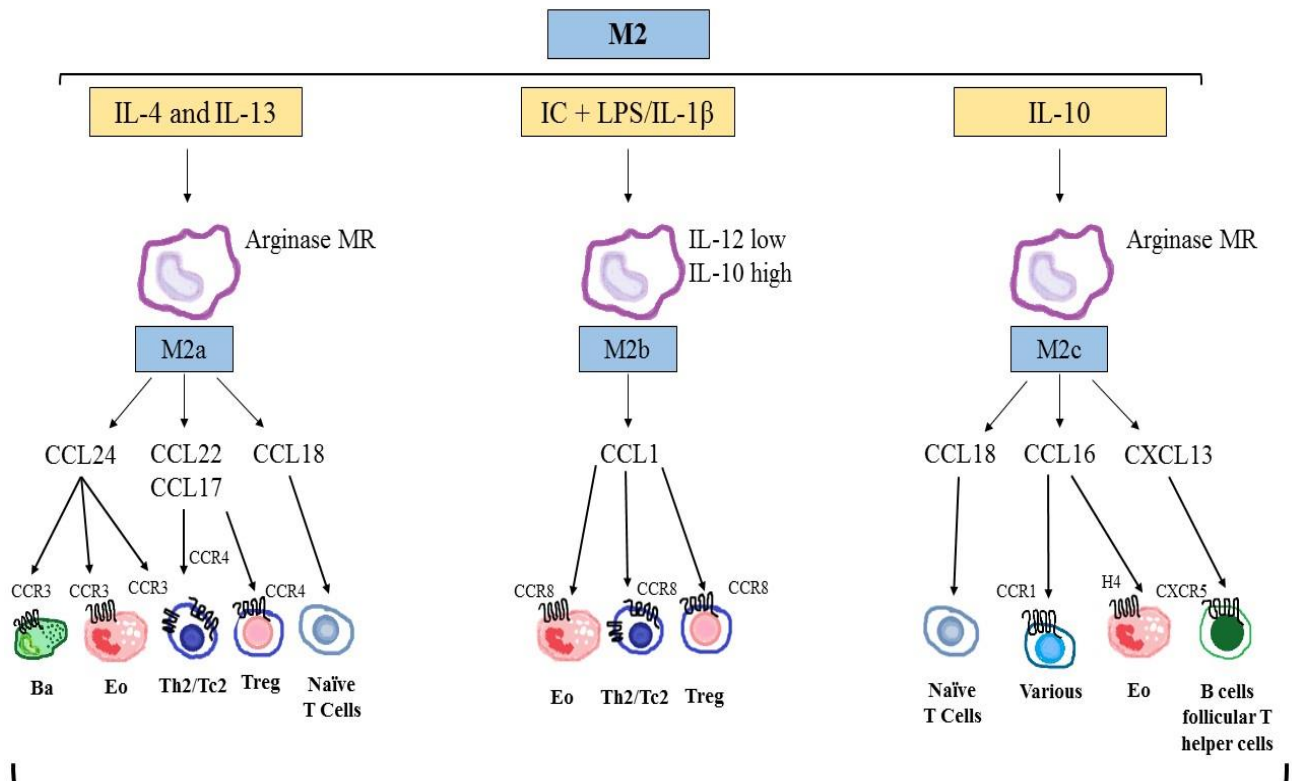 M2
IL-4 and IL-13
IC + LPS/IL-1β
IL-10
Arginase MR
IL-12 low
IL-10 high
Arginase MR
M2a
M2b
M2c
CCL24
CCL22
CCL17
CCL18
CCL1
CCL18
CCL16
CXCL13
CCR3
CCR3
CCR3
CCR4
CCR4
CCR8
CCR8
CCR8
CCR1
H4
CXCR5
Ba
Eo
Th2/Tc2
Treg
Naïve
T Cells
Eo
Th2/Tc2
Treg
Naïve
T Cells
Various
Eo
B cells
follicular T
helper cells